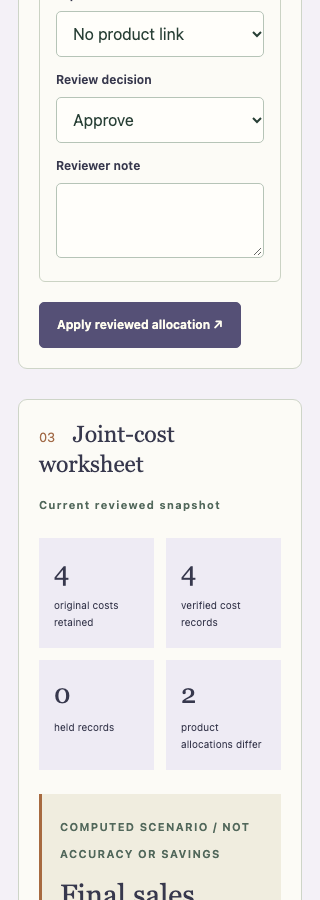 No product link
Review decision
Approve
Reviewer note
Apply reviewed allocation ↗
03 Joint-cost
worksheet
Current reviewed snapshot
4
original costs
retained
4
verified cost
records
0
held records
2
product
allocations differ
COMPUTED SCENARIO / NOT
ACCURACY OR SAVINGS
Final sales